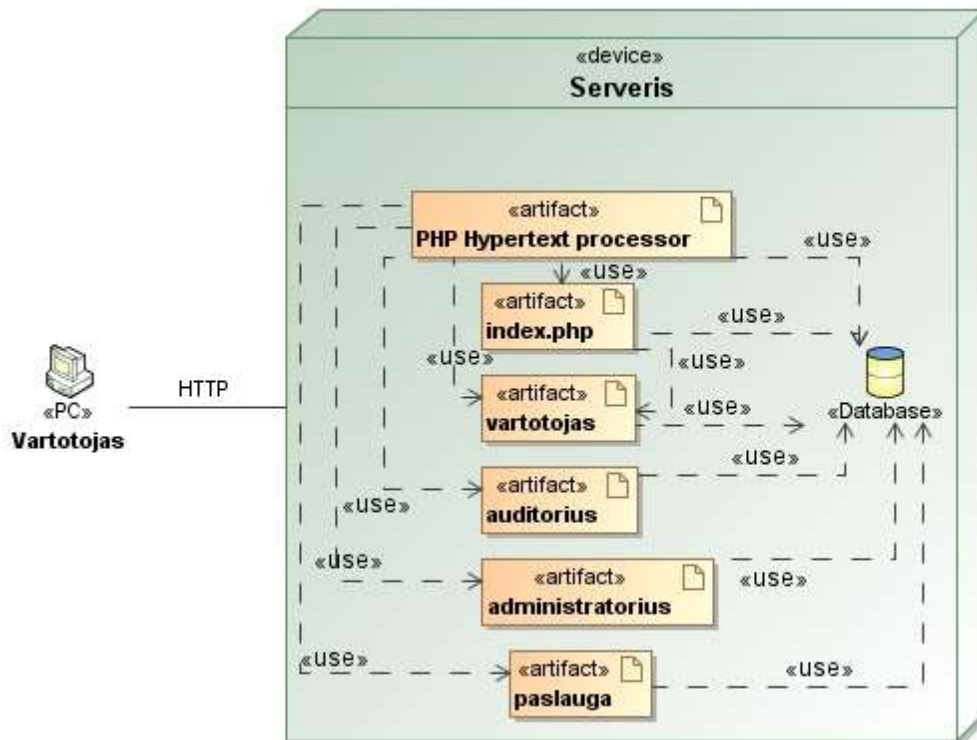 «device»
Serveris
«artifact»
PHP Hypertext processor
«use»
«use»
«artifact»
index.php
«use»
«use»
«use»
«artifact»
vartotojas
«use»
«Database»
«PC»
Vartotojas
HTTP
«use»
«artifact»
auditorius
«use»
«artifact»
administratorius
«use»
«use»
«artifact»
paslauga
«use»
«use»